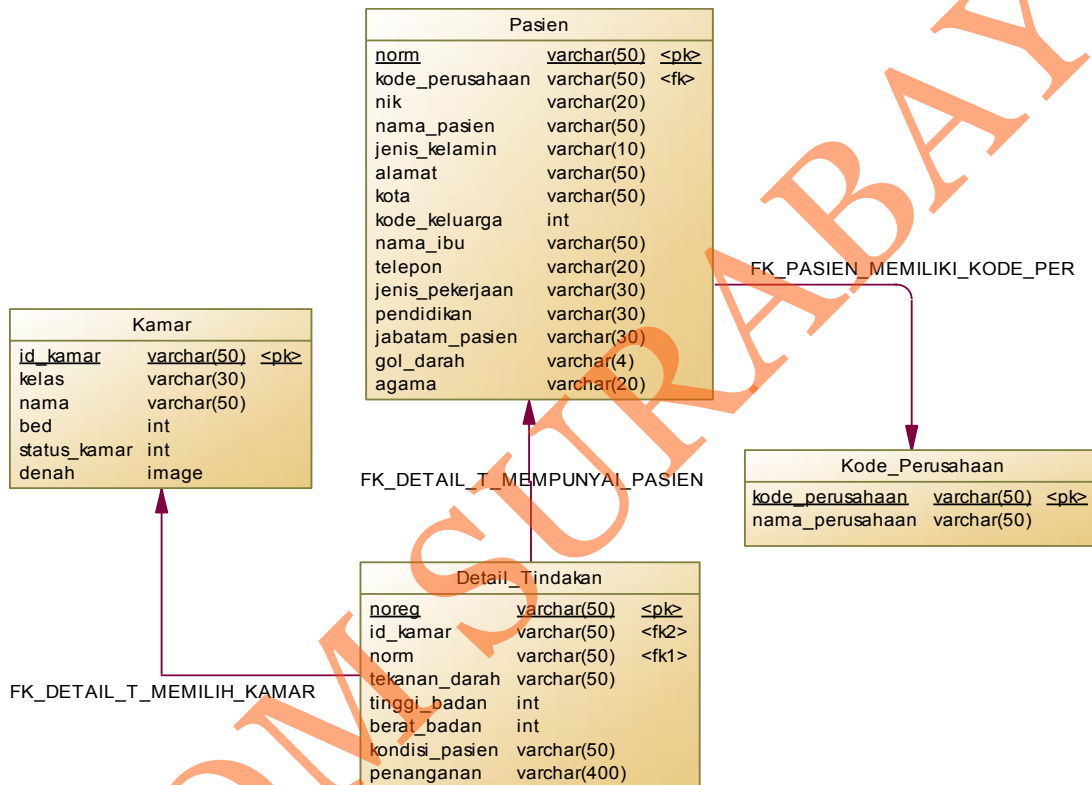 Pasien
norm varchar(50) <pk>
kode_perusahaan varchar(50) <fk>
nik varchar(20)
nama_pasien varchar(50)
jenis_kelamin varchar(10)
alamat varchar(50)
kota varchar(50)
kode_keluarga int
nama_ibu varchar(50)
telepon varchar(20)
jenis_pekerjaan varchar(30)
pendidikan varchar(30)
jabatam_pasien varchar(30)
gol_darah varchar(4)
agama varchar(20)
FK_PASIEN_MEMILIKI_KODE_PER
Kamar
id_kamar varchar(50) <pk>
kelas varchar(30)
nama varchar(50)
bed int
status_kamar int
denah image
FK_DETAIL_T_MEMPUNYAI_PASIEN
Kode_Perusahaan
kode_perusahaan varchar(50) <pk>
nama_perusahaan varchar(50)
Detail_Tindakan
noreg varchar(50) <pk>
id_kamar varchar(50) <fk2>
norm varchar(50) <fk1>
tekanan_darah varchar(50)
tinggi_badan int
berat_badan int
kondisi_pasien varchar(50)
penanganan varchar(400)
FK_DETAIL_T_MEMILIH_KAMAR
OM SURABAY